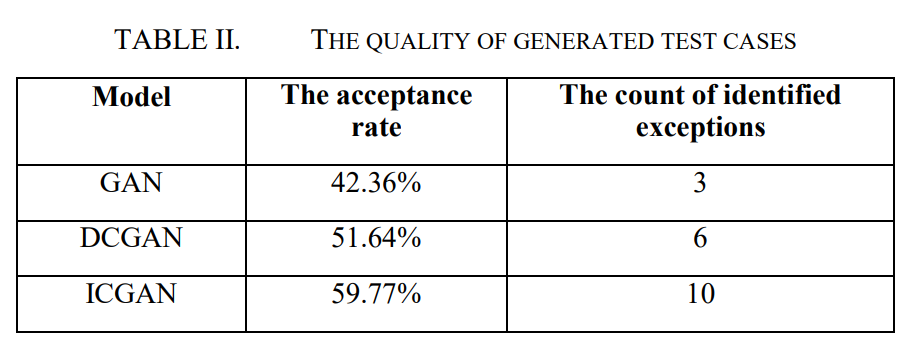 TABLE II. THE QUALITY OF GENERATED TEST CASES
Model The acceptance rate The count of identified exceptions
GAN 42.36% 3
DCGAN 51.64% 6
ICGAN 59.77% 10